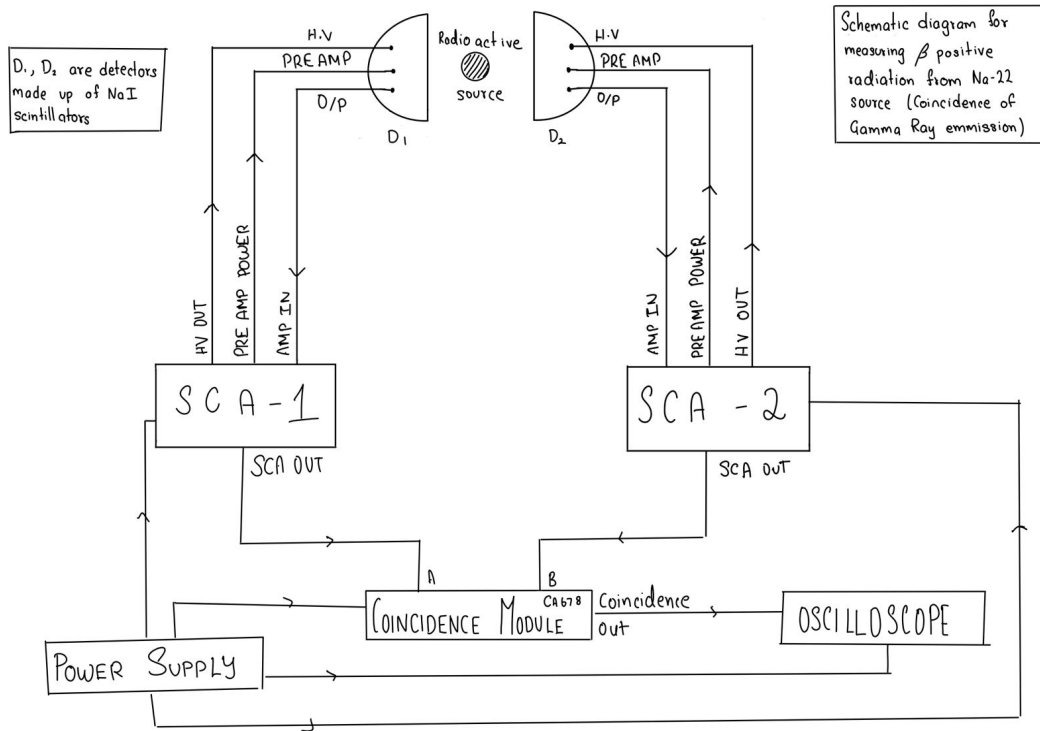 D₁, D₂ are detectors
made up of NaI
scintillators
H.V
PRE AMP
O/P
D₁
Radio active
source
H.V
PRE AMP
O/P
D₂
Schematic diagram for
measuring β positive
radiation from Na-22
source (Coincidence of
Gamma Ray emmission)
HV OUT
PRE AMP POWER
AMP IN
AMP IN
PREAMP POWER
HV OUT
SCA-1
SCA OUT
SCA - 2
SCA OUT
A
B
CA678
COINCIDENCE MODULE
Coincidence
out
OSCILLOSCOPE
POWER SUPPLY